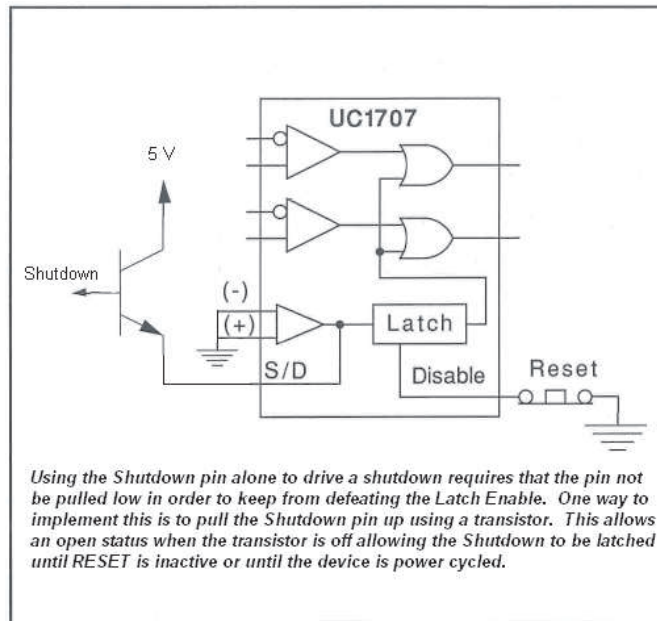 UC1707
5 V
Shutdown
(-)
(+)
Latch
S/D
Disable
Reset
Using the Shutdown pin alone to drive a shutdown requires that the pin not
be pulled low in order to keep from defeating the Latch Enable. One way to
implement this is to pull the Shutdown pin up using a transistor. This allows
an open status when the transistor is off allowing the Shutdown to be latched
until RESET is inactive or until the device is power cycled.